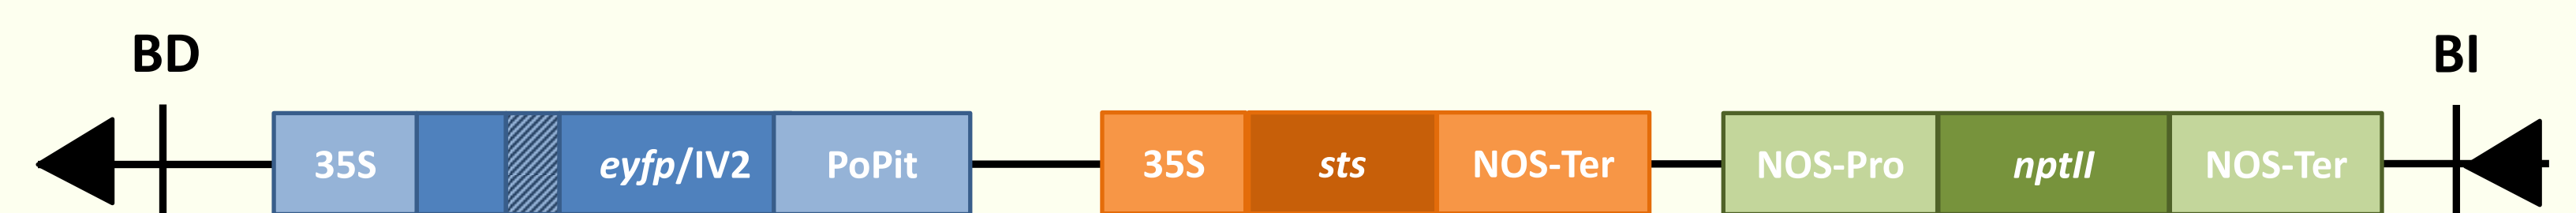 BD BI
35S eyfp/IV2 PoPit 35S sts NOS-Ter NOS-Pro nptII NOS-Ter